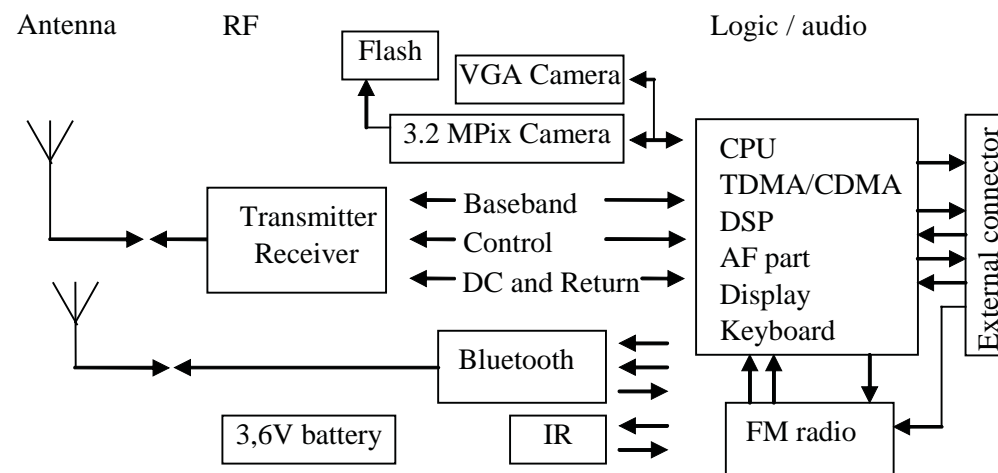 Antenna
RF
Logic / audio
Flash
VGA Camera
3.2 MPix Camera
CPU
TDMA/CDMA
DSP
AF part
Display
Keyboard
External connector
Transmitter
Receiver
Baseband
Control
DC and Return
Bluetooth
3,6V battery
IR
FM radio